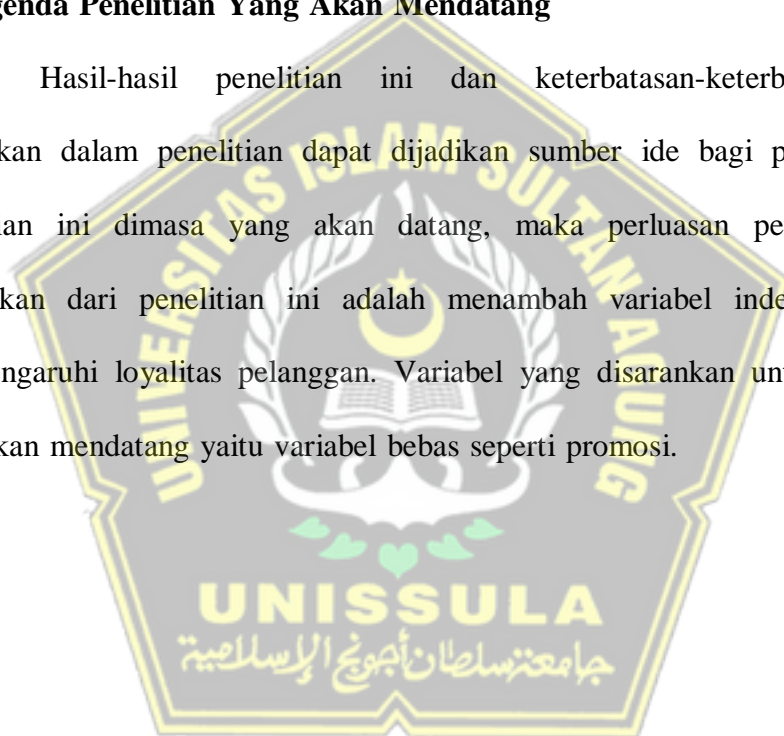 genda Penelitian Yang Akan Mendatang
Hasil-hasil penelitian ini dan keterbatasan-keterb
kan dalam penelitian dapat dijadikan sumber ide bagi p
an ini dimasa yang akan datang, maka perluasan pe
kan dari penelitian ini adalah menambah variabel inde
ngaruhi loyalitas pelanggan. Variabel yang disarankan un
kan mendatang yaitu variabel bebas seperti promosi.
UNIVERSITAS ISLAM SULTAN AGUNG
UNISSULA
جامعة سلطان أجونج الإسلامية